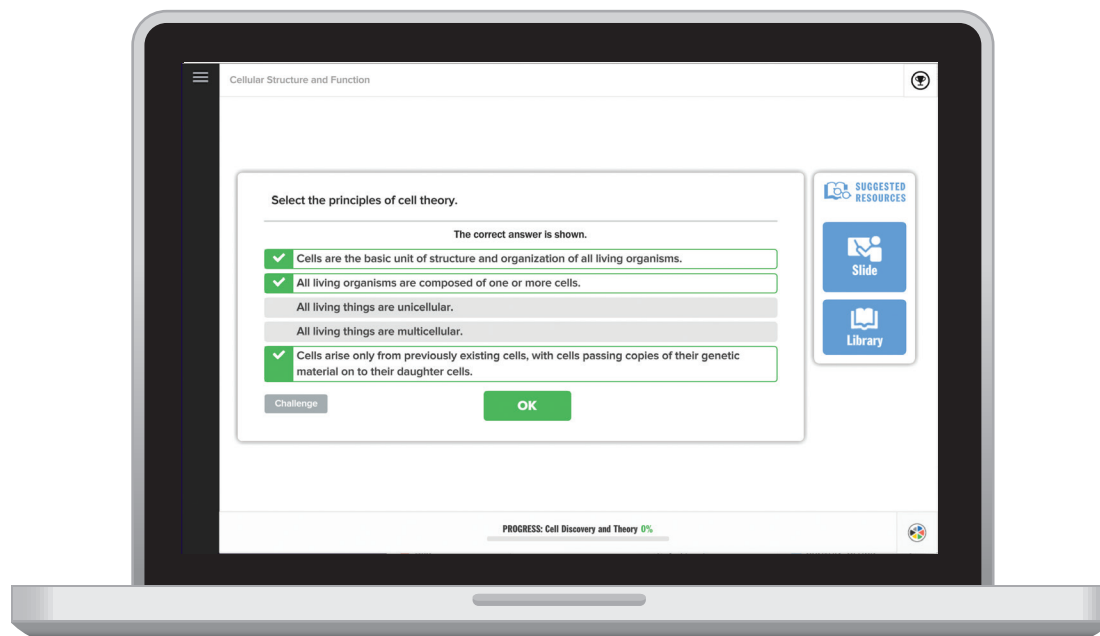 Cellular Structure and Function
Select the principles of cell theory.
The correct answer is shown.
Cells are the basic unit of structure and organization of all living organisms.
All living organisms are composed of one or more cells.
All living things are unicellular.
All living things are multicellular.
Cells arise only from previously existing cells, with cells passing copies of their genetic
material on to their daughter cells.
Challenge
OK
SUGGESTED
RESOURCES
Slide
Library
PROGRESS: Cell Discovery and Theory 0%